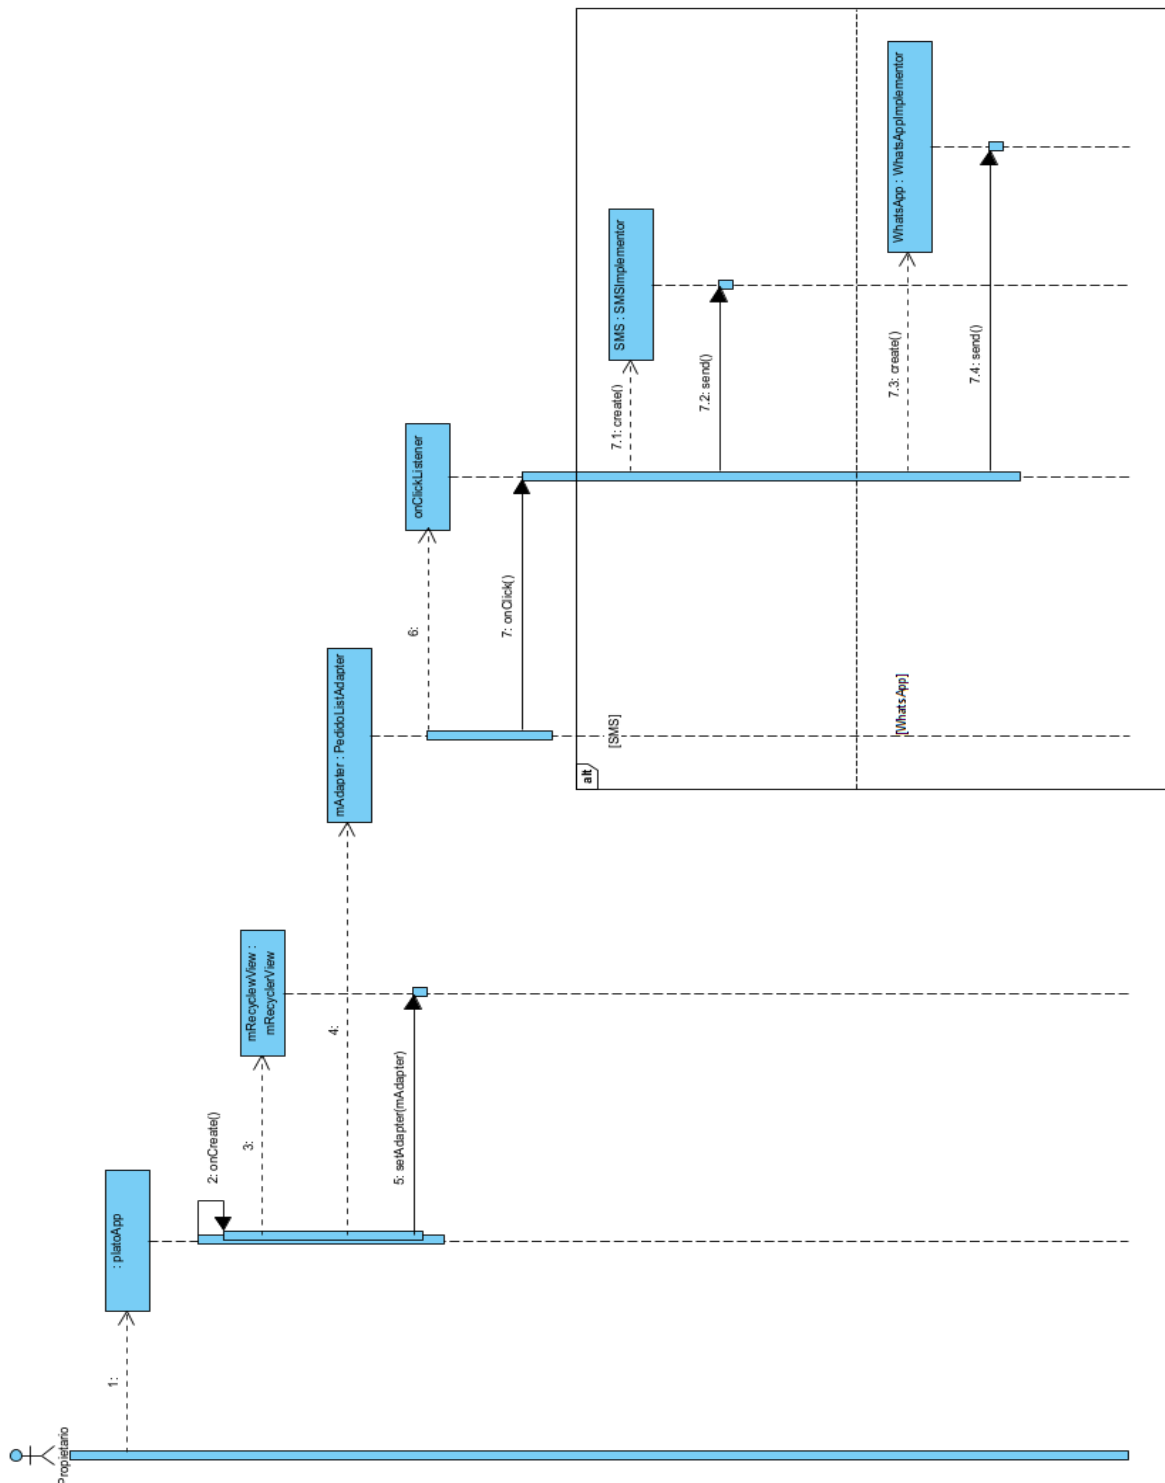 Propietario
1:
: platoApp
2: onCreate()
3:
mRecyclewView :
mRecyclerView
4:
mAdapter : PedidoListAdapter
5: setAdapter(mAdapter)
6:
onClickListener
7: onClick()
alt
[SMS]
7.1: create()
SMS : SMSImplementor
7.2: send()
[WhatsApp]
7.3: create()
WhatsApp : WhatsAppImplementor
7.4: send()